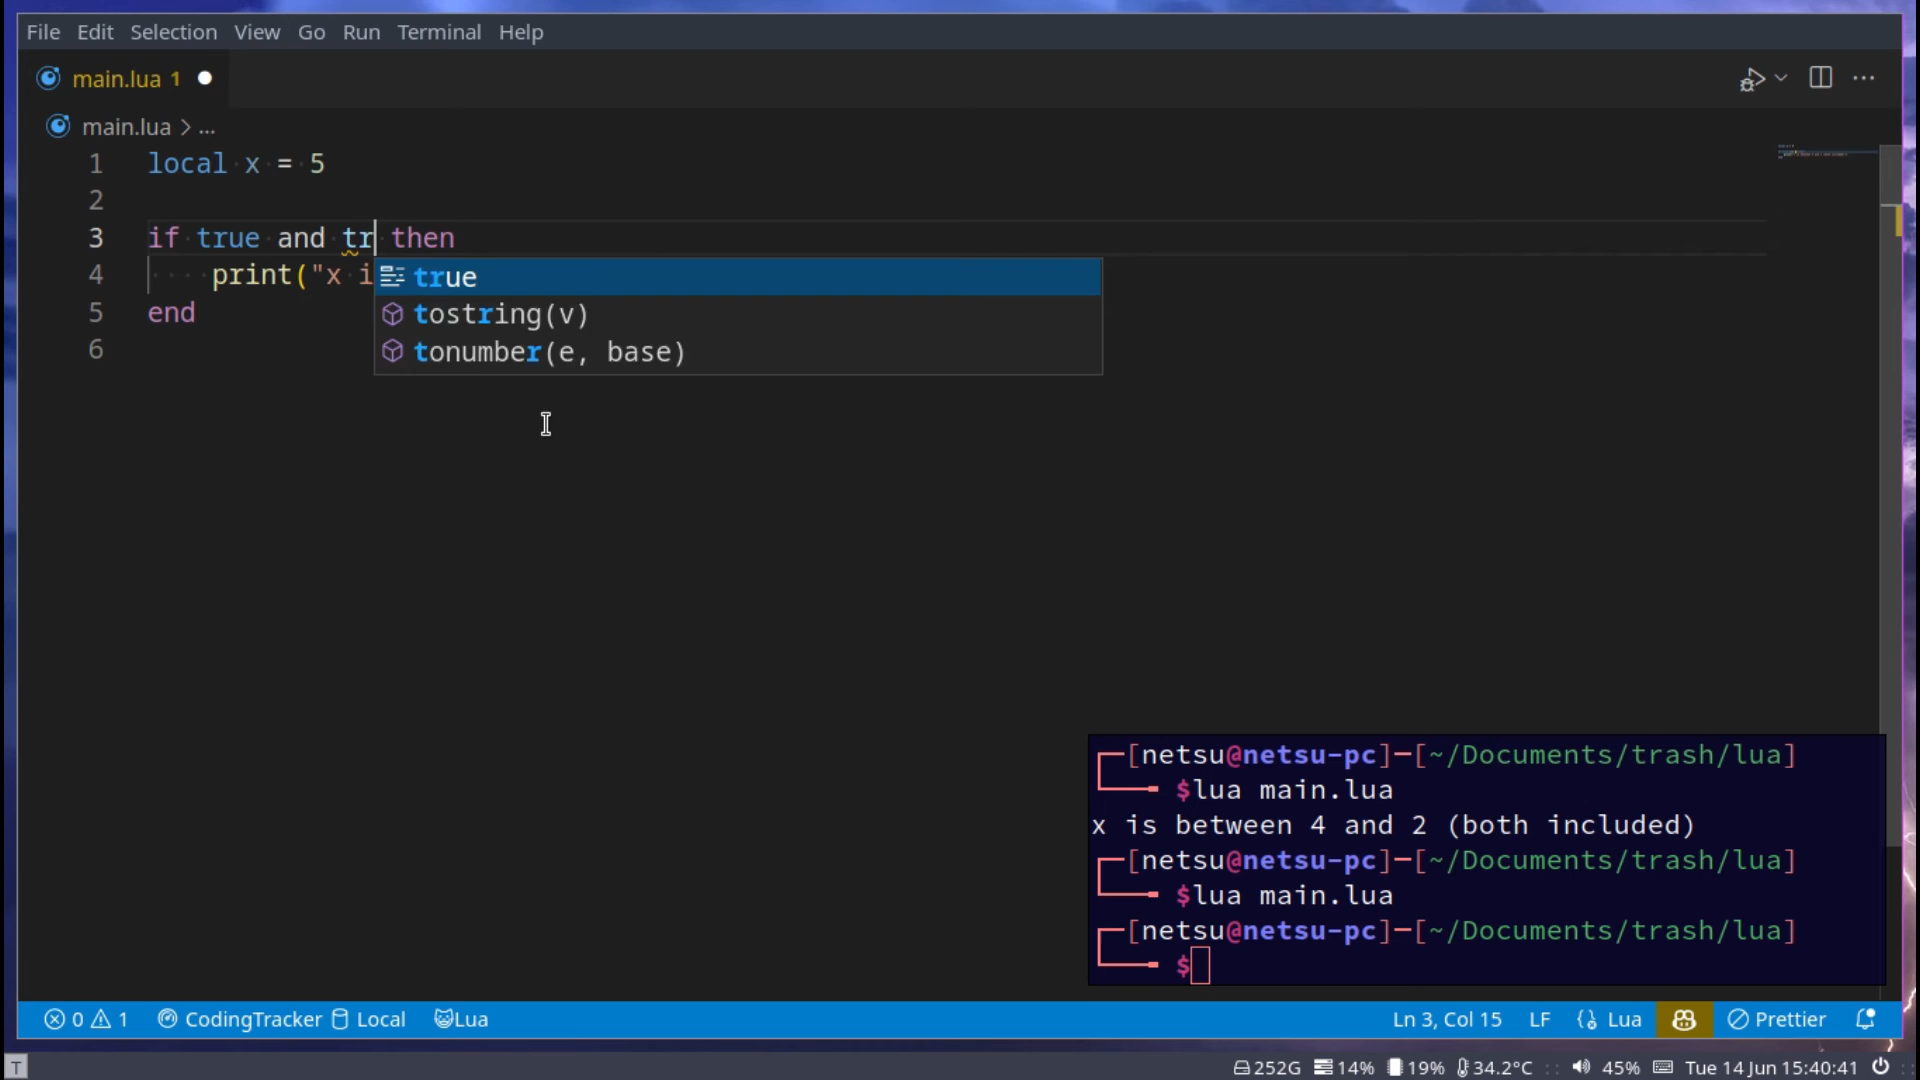 File Edit Selection View Go Run Terminal Help
main.lua 1
main.lua > ...
1 local x = 5
2
3 if true and tr then
4 print("x i
5 end
6
true
tostring(v)
tonumber(e, base)
[netsu@netsu-pc]-[~/Documents/trash/lua]
$lua main.lua
x is between 4 and 2 (both included)
[netsu@netsu-pc]-[~/Documents/trash/lua]
$lua main.lua
[netsu@netsu-pc]-[~/Documents/trash/lua]
$
0 1 CodingTracker Local Lua Ln 3, Col 15 LF Lua Prettier
T 252G 14% 19% 34.2°C 45% Tue 14 Jun 15:40:41